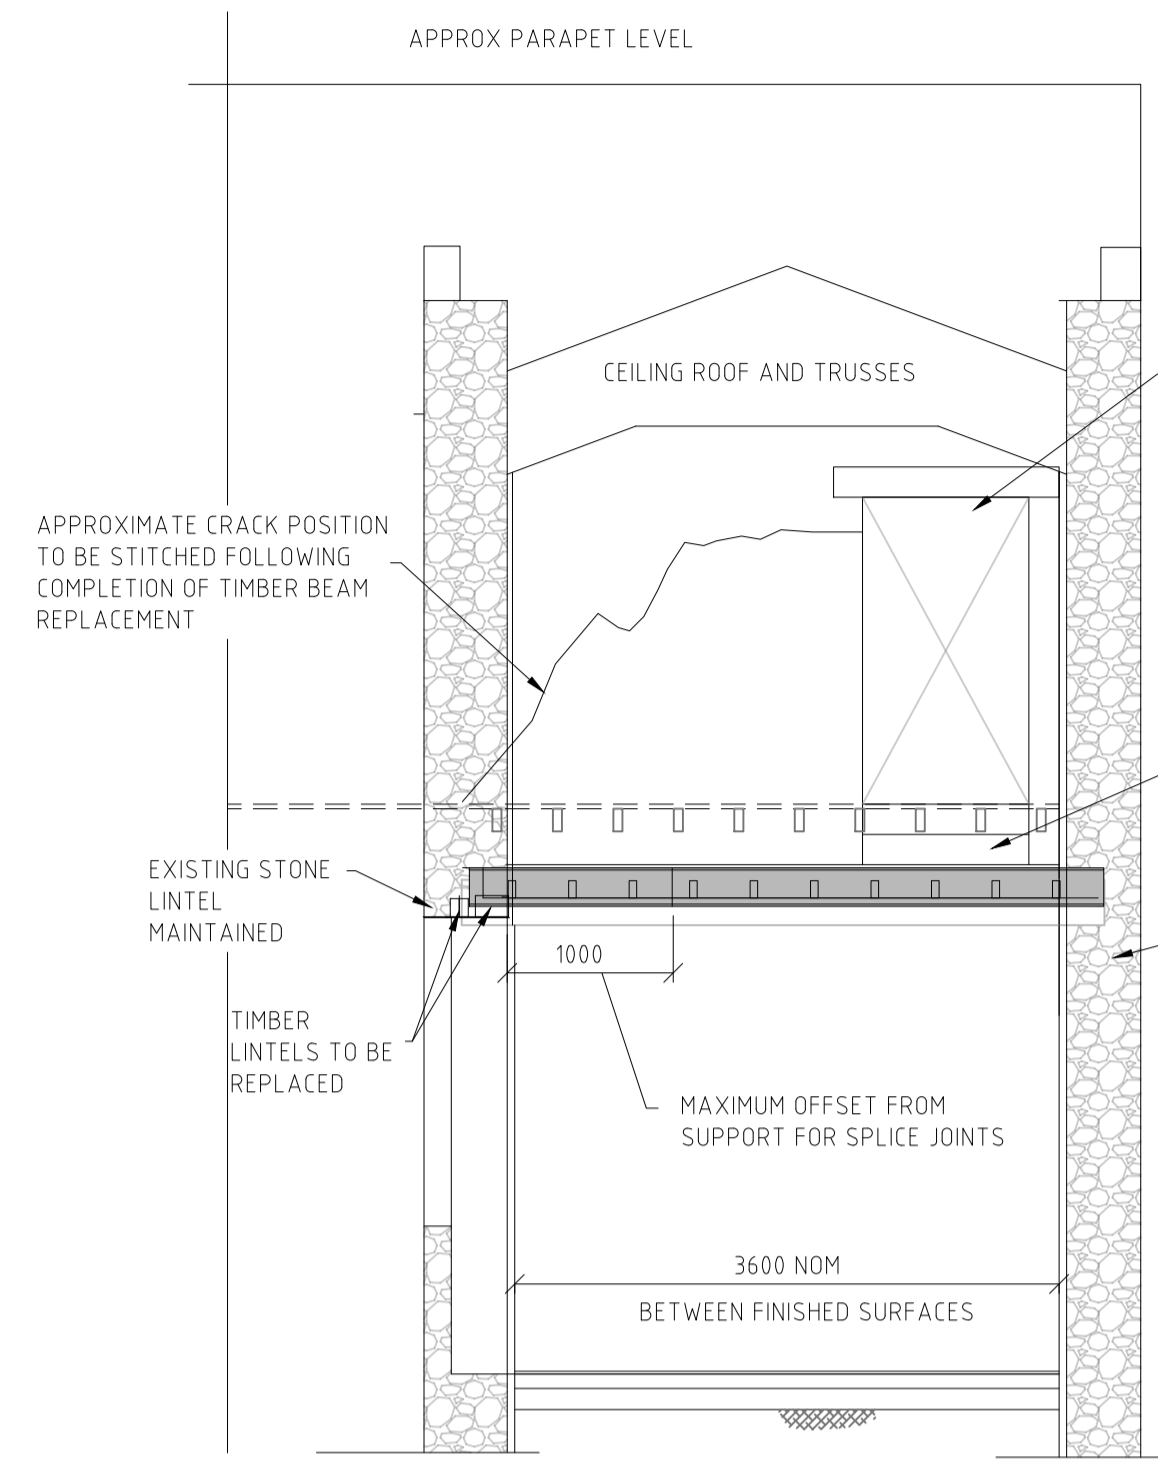 APPROX PARAPET LEVEL
CEILING ROOF AND TRUSSES
APPROXIMATE CRACK POSITION
TO BE STITCHED FOLLOWING
COMPLETION OF TIMBER BEAM
REPLACEMENT
EXISTING STONE
LINTEL
MAINTAINED
1000
TIMBER
LINTELS TO BE
REPLACED
MAXIMUM OFFSET FROM
SUPPORT FOR SPLICE JOINTS
3600 NOM
BETWEEN FINISHED SURFACES